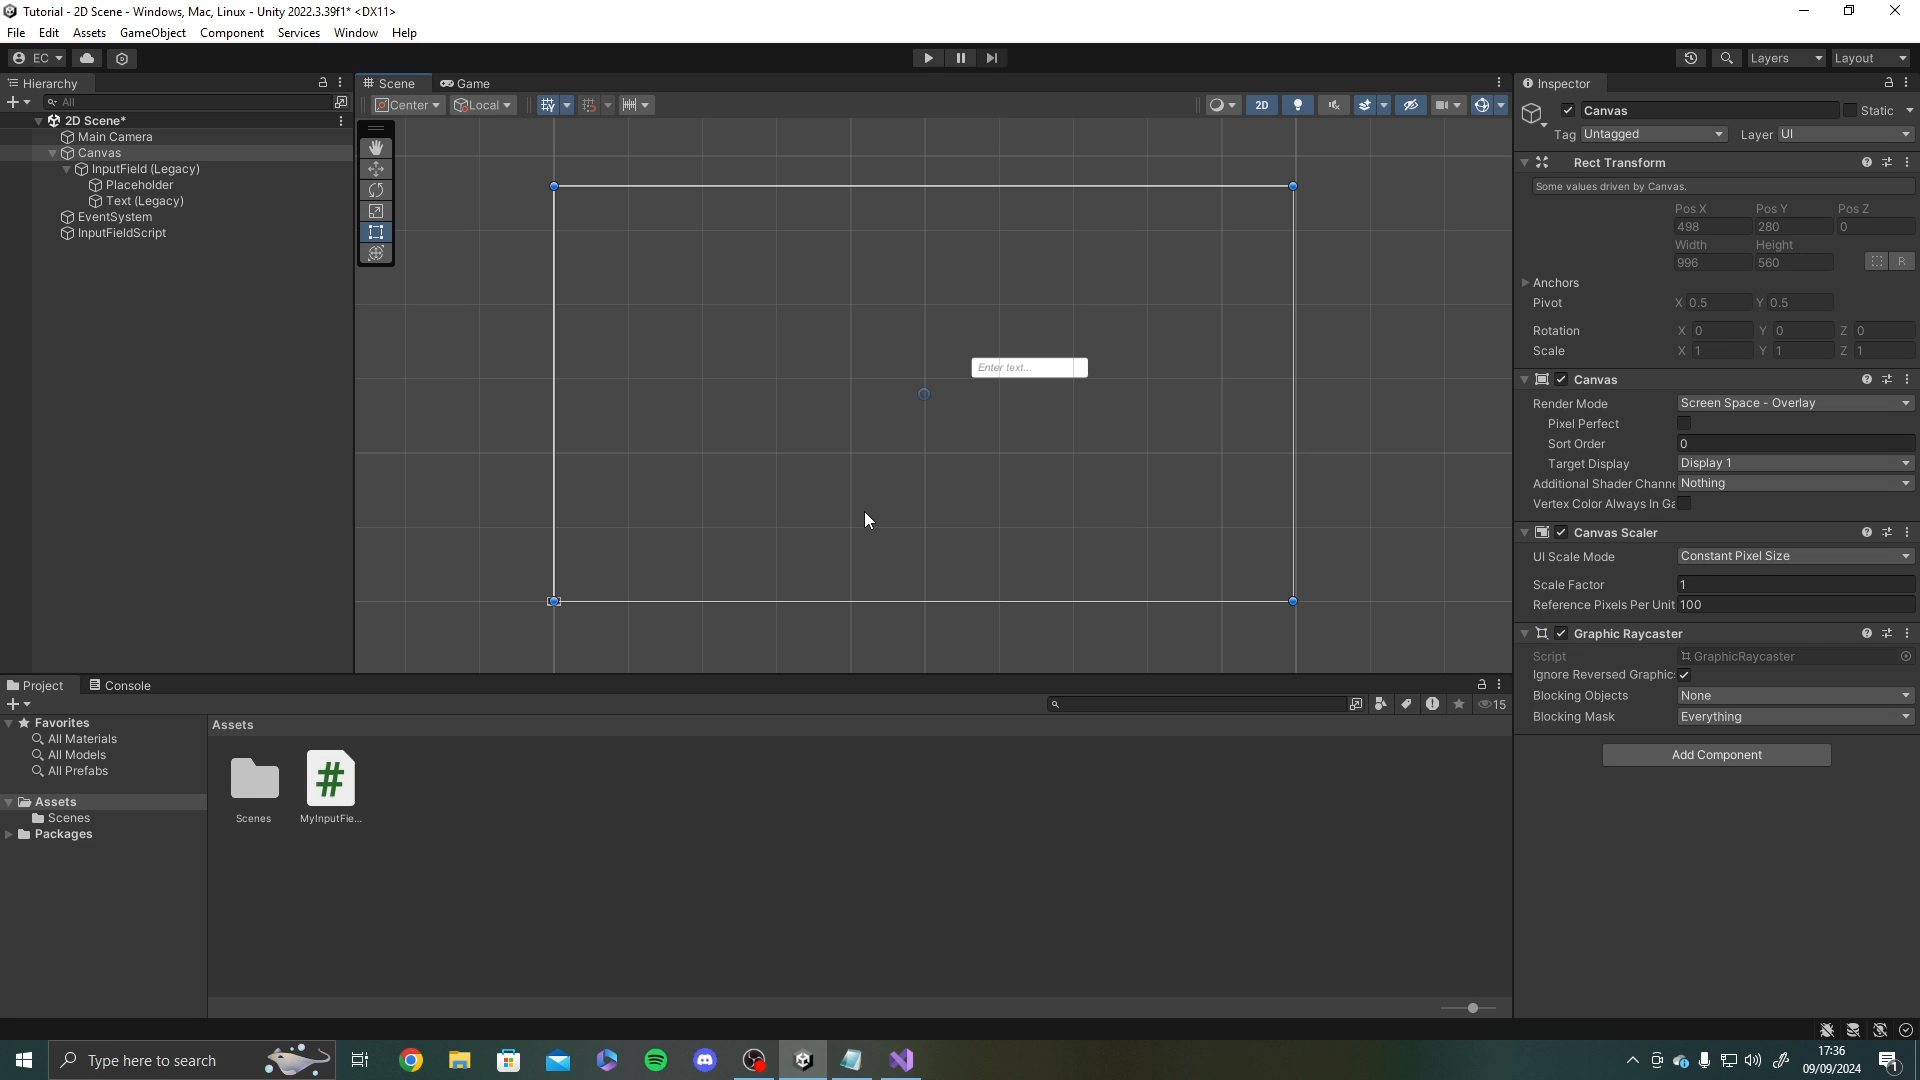 Tutorial - 2D Scene - Windows, Mac, Linux - Unity 2022.3.39f1* <DX11>
File Edit Assets GameObject Component Services Window Help
EC
Layers
Layout
Hierarchy
Scene
Game
Inspector
All
Center
Local
2D
2D Scene*
Main Camera
Canvas
InputField (Legacy)
Placeholder
Text (Legacy)
EventSystem
InputFieldScript
Enter text...
Canvas
Static
Tag Untagged
Layer UI
Rect Transform
Some values driven by Canvas.
Pos X Pos Y Pos Z
498 280 0
Width Height
996 560
R
Anchors
Pivot X 0.5 Y 0.5
Rotation X 0 Y 0 Z 0
Scale X 1 Y 1 Z 1
Canvas
Render Mode Screen Space - Overlay
Pixel Perfect
Sort Order 0
Target Display Display 1
Additional Shader Channe Nothing
Vertex Color Always In Ga
Canvas Scaler
UI Scale Mode Constant Pixel Size
Scale Factor 1
Reference Pixels Per Unit 100
Graphic Raycaster
Script GraphicRaycaster
Ignore Reversed Graphic
Blocking Objects None
Blocking Mask Everything
Add Component
Project
Console
15
Favorites
All Materials
All Models
All Prefabs
Assets
Scenes
Packages
Assets
Scenes
MyInputFie...
Type here to search
17:36
09/09/2024
1